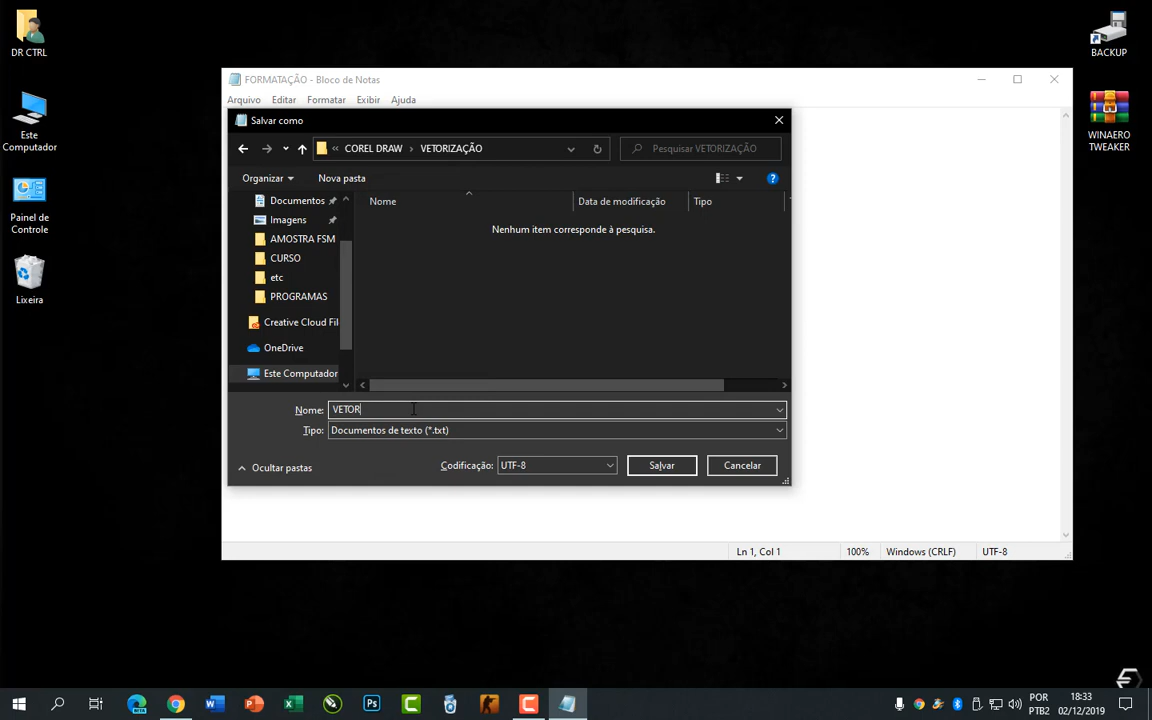 DR CTRL
Este
Computador
Painel de
Controle
Lixeira
BACKUP
WINAERO
TWEAKER
FORMATAÇÃO - Bloco de Notas
Arquivo Editar Formatar Exibir Ajuda
Salvar como
« COREL DRAW › VETORIZAÇÃO
Pesquisar VETORIZAÇÃO
Organizar Nova pasta
Documentos
Imagens
AMOSTRA FSM
CURSO
etc
PROGRAMAS
Creative Cloud Fil
OneDrive
Este Computador
Nome Data de modificação Tipo
Nenhum item corresponde à pesquisa.
Nome: VETOR
Tipo: Documentos de texto (*.txt)
Ocultar pastas Codificação: UTF-8 Salvar Cancelar
Ln 1, Col 1 100% Windows (CRLF) UTF-8
POR
PTB2
18:33
02/12/2019